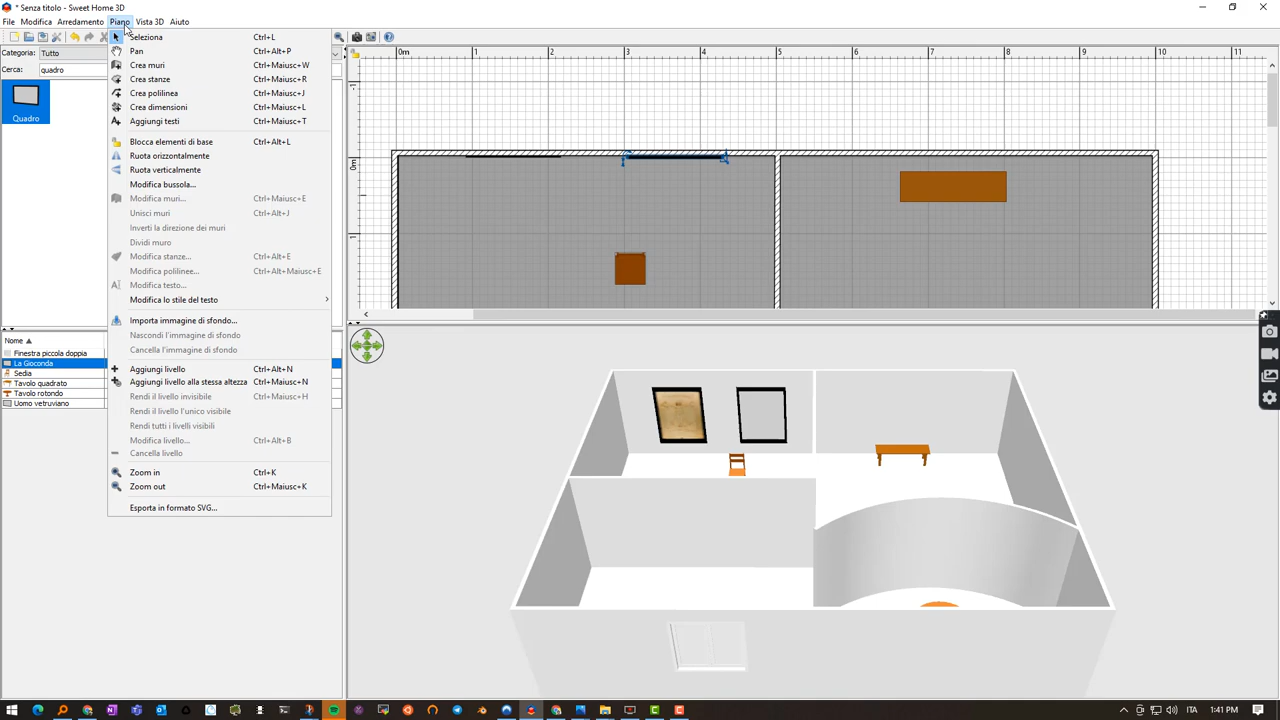 * Senza titolo - Sweet Home 3D
File Modifica Arredamento Piano Vista 3D Aiuto
Categoria: Tutto
Cerca: quadro
Quadro
Seleziona Ctrl+L
Pan Ctrl+Alt+P
Crea muri Ctrl+Maiusc+W
Crea stanze Ctrl+Maiusc+R
Crea polilinea Ctrl+Maiusc+J
Crea dimensioni Ctrl+Maiusc+L
Aggiungi testi Ctrl+Maiusc+T
Blocca elementi di base Ctrl+Alt+L
Ruota orizzontalmente
Ruota verticalmente
Modifica bussola...
Modifica muri... Ctrl+Maiusc+E
Unisci muri Ctrl+Alt+J
Inverti la direzione dei muri
Dividi muro
Modifica stanze... Ctrl+Alt+E
Modifica polilinee... Ctrl+Alt+Maiusc+E
Modifica testo...
Modifica lo stile del testo
Importa immagine di sfondo...
Nascondi l'immagine di sfondo
Cancella l'immagine di sfondo
Aggiungi livello Ctrl+Alt+N
Aggiungi livello alla stessa altezza Ctrl+Maiusc+N
Rendi il livello invisibile Ctrl+Maiusc+H
Rendi il livello l'unico visibile
Rendi tutti i livelli visibili
Modifica livello... Ctrl+Alt+B
Cancella livello
Zoom in Ctrl+K
Zoom out Ctrl+Maiusc+K
Esporta in formato SVG...
Nome
Finestra piccola doppia
La Gioconda
Sedia
Tavolo quadrato
Tavolo rotondo
Uomo vetruviano
0m 1 2 3 4 5 6 7 8 9 10 11
-1
0m
1
ITA 1:41 PM